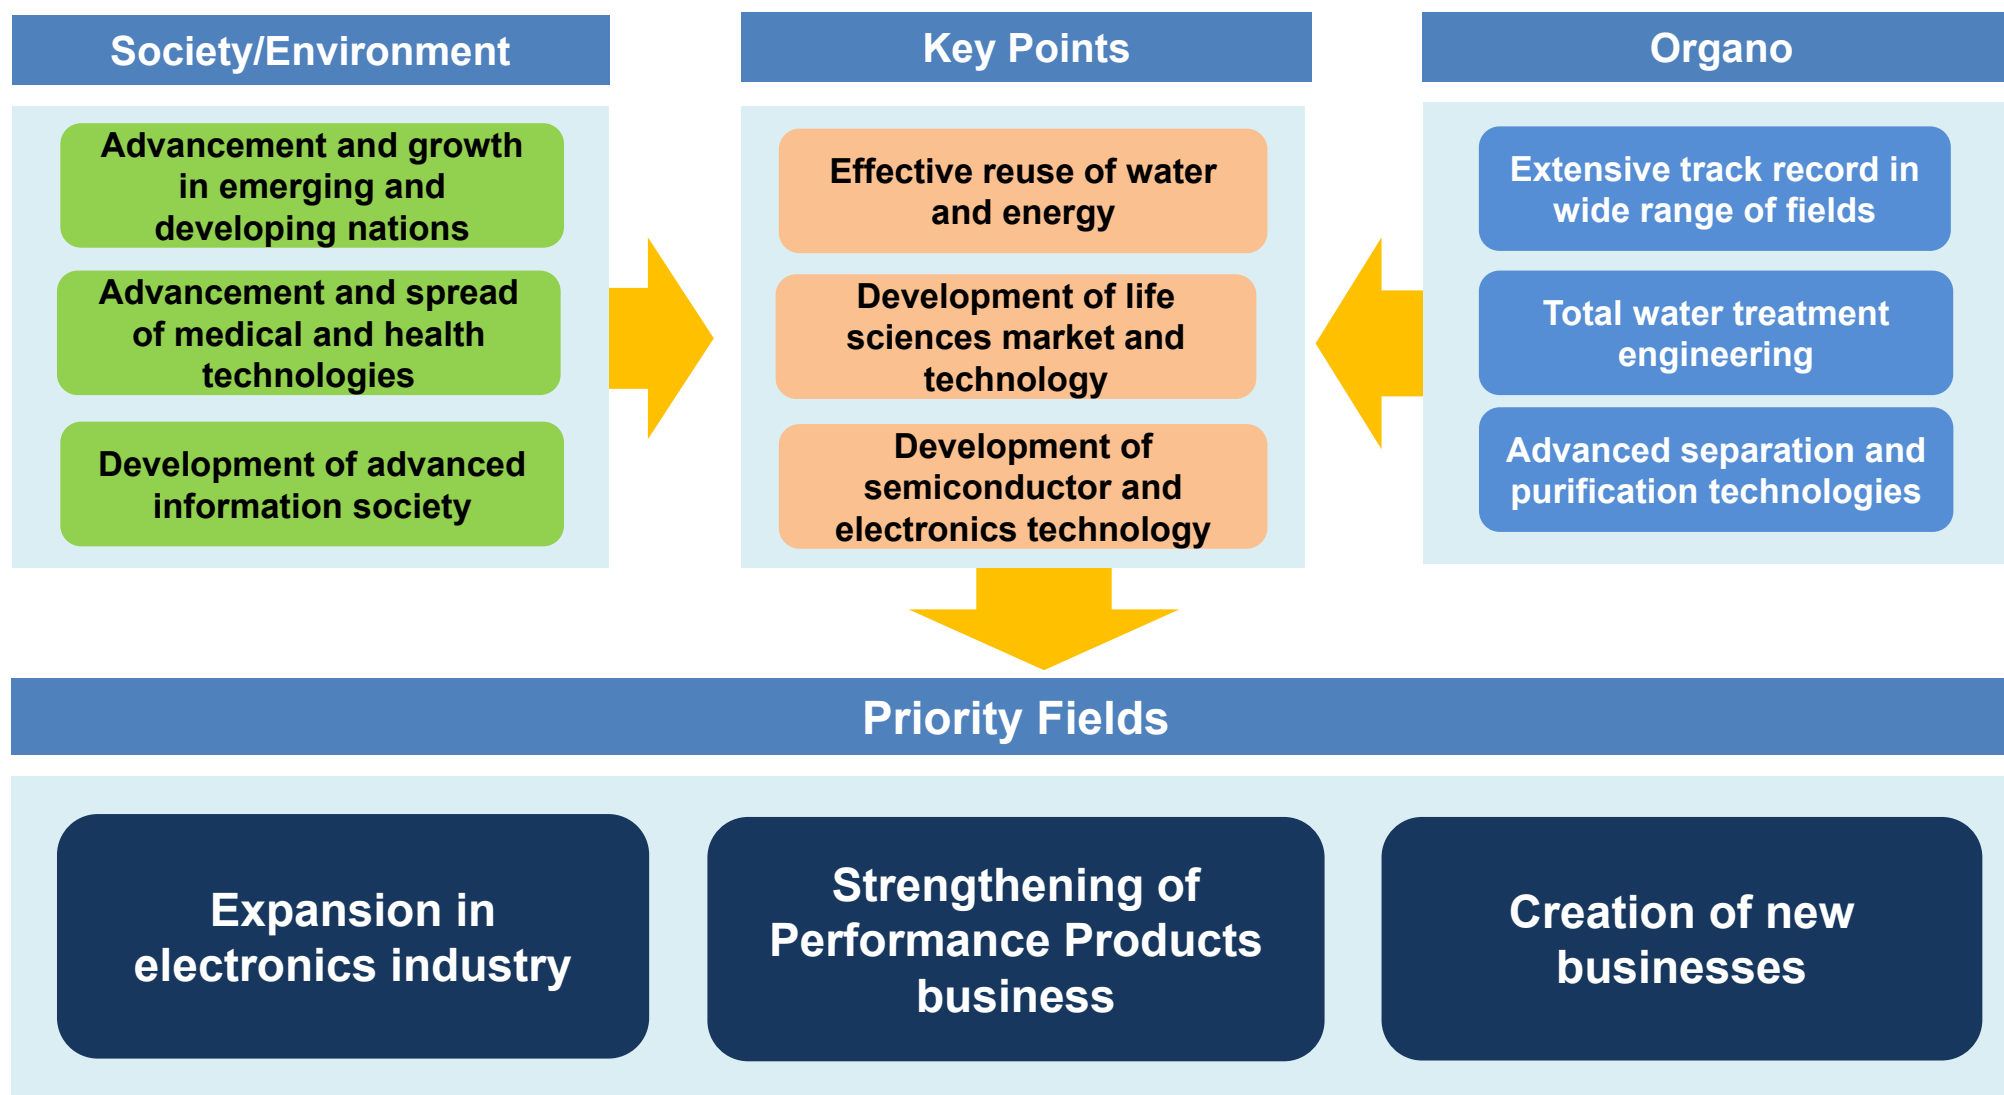 Society/Environment
Advancement and growth
in emerging and
developing nations
Advancement and spread
of medical and health
technologies
Development of advanced
information society
Key Points
Effective reuse of water
and energy
Development of life
sciences market and
technology
Development of
semiconductor and
electronics technology
Organo
Extensive track record in
wide range of fields
Total water treatment
engineering
Advanced separation and
purification technologies
Priority Fields
Expansion in
electronics industry
Strengthening of
Performance Products
business
Creation of new
businesses